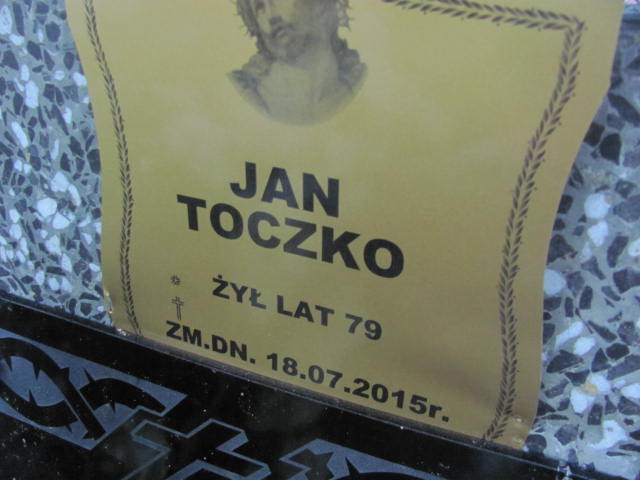 JAN
TOCZKO
ŻYŁ LAT 79
ZM.DN. 18.07.2015r.